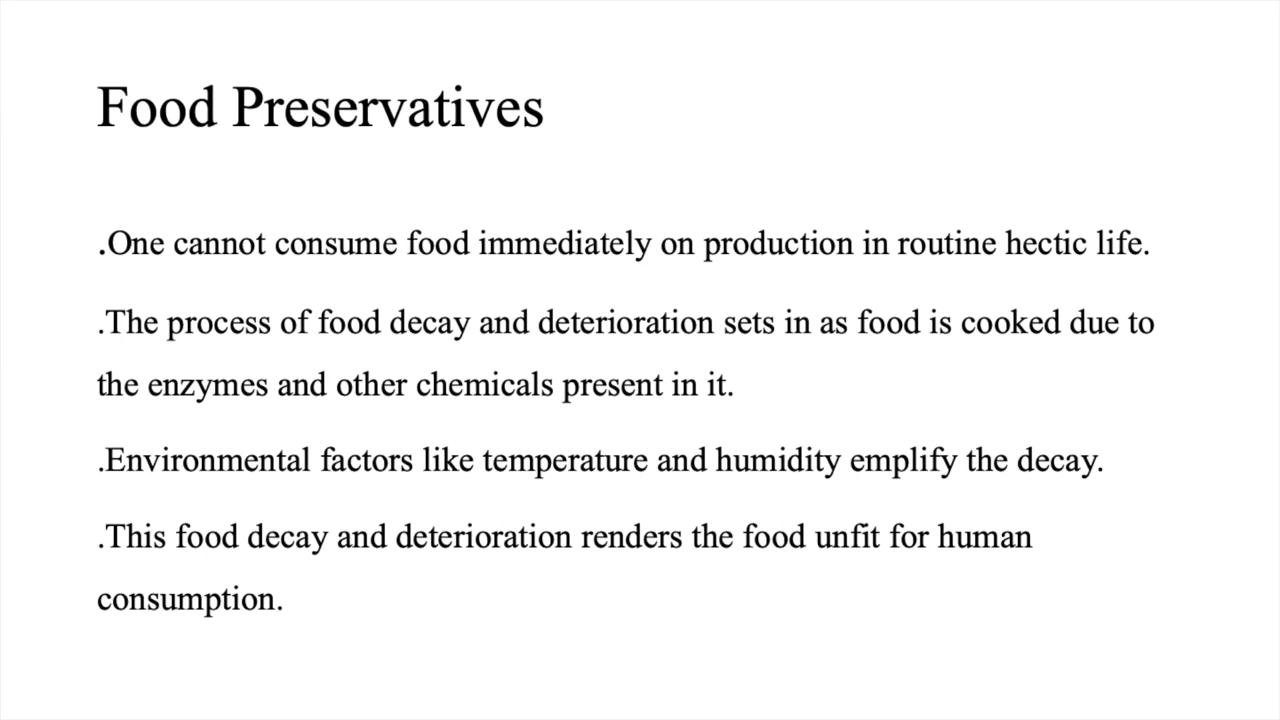 Food Preservatives
.One cannot consume food immediately on production in routine hectic life.
.The process of food decay and deterioration sets in as food is cooked due to
the enzymes and other chemicals present in it.
.Environmental factors like temperature and humidity emplify the decay.
.This food decay and deterioration renders the food unfit for human
consumption.